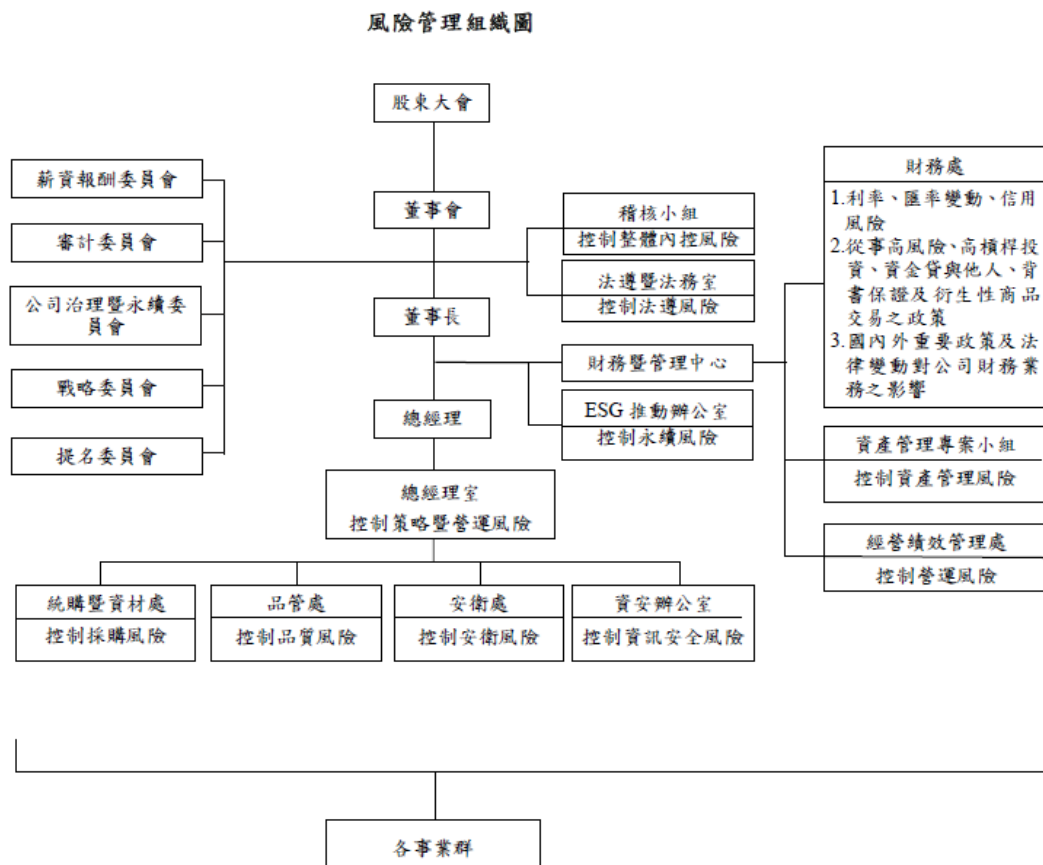 風險管理組織圖
股東大會
董事會
董事長
總經理
總經理室
控制策略暨營運風險
薪資報酬委員會
審計委員會
公司治理暨永續委
員會
戰略委員會
提名委員會
稽核小組
控制整體內控風險
法遵暨法務室
控制法遵風險
財務暨管理中心
ESG 推動辦公室
控制永續風險
財務處
1.利率、匯率變動、信用
風險
2.從事高風險、高槓桿投
資、資金貸與他人、背
書保證及衍生性商品
交易之政策
3.國內外重要政策及法
律變動對公司財務業
務之影響
資產管理專案小組
控制資產管理風險
經營績效管理處
控制營運風險
統購暨資材處
控制採購風險
品管處
控制品質風險
安衛處
控制安衛風險
資安辦公室
控制資訊安全風險
各事業群